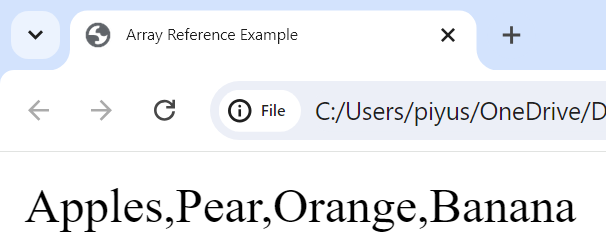 Array Reference Example
File C:/Users/piyus/OneDrive/D
Apples,Pear,Orange,Banana